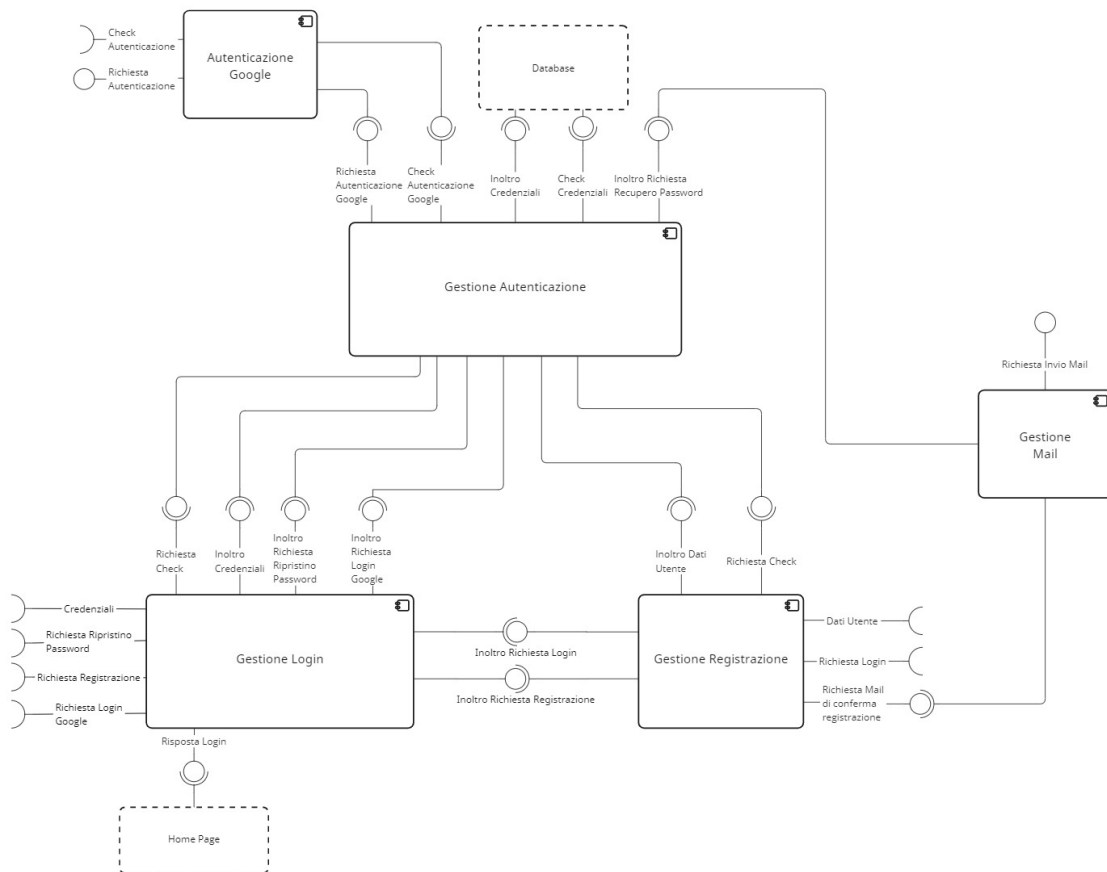 Check
Autenticazione
Richiesta
Autenticazione
Autenticazione
Google
Database
Richiesta
Autenticazione
Google
Check
Autenticazione
Google
Inoltro
Credenziali
Check
Credenziali
Inoltro Richiesta
Recupero Password
Gestione Autenticazione
Richiesta Invio Mail
Gestione
Mail
Richiesta
Check
Inoltro
Credenziali
Inoltro
Richiesta
Ripristino
Password
Inoltro
Richiesta
Login
Google
Inoltro Dati
Utente
Richiesta Check
Credenziali
Richiesta Ripristino
Password
Richiesta Registrazione
Richiesta Login
Google
Gestione Login
Inoltro Richiesta Login
Inoltro Richiesta Registrazione
Gestione Registrazione
Dati Utente
Richiesta Login
Richiesta Mail
di conferma
registrazione
Risposta Login
Home Page